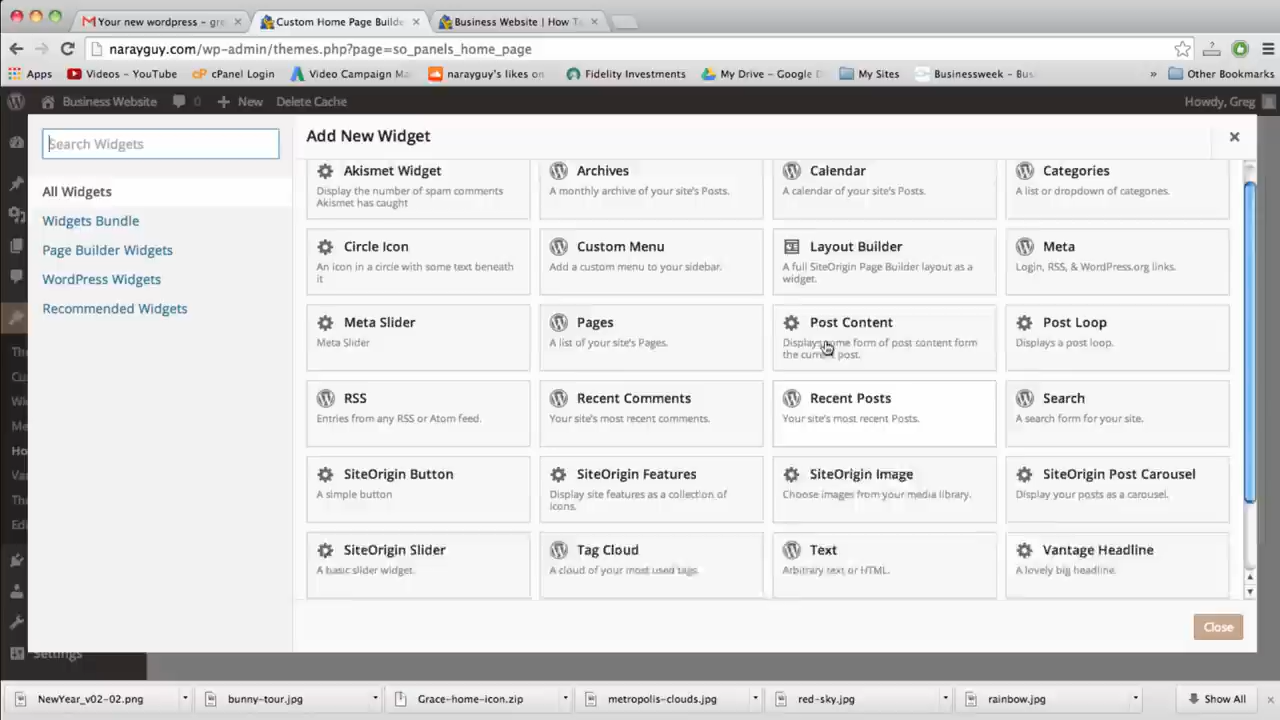 Your new wordpress – gre
Custom Home Page Builde
Business Website | How T
narayguy.com/wp-admin/themes.php?page=so_panels_home_page
Apps
Videos – YouTube
cPanel Login
Video Campaign Ma
narayguy's likes on
Fidelity Investments
My Drive – Google D
My Sites
Businessweek – Bus
»
Other Bookmarks
Business Website
0
New
Delete Cache
Howdy, Greg
Search Widgets
Add New Widget
All Widgets
Widgets Bundle
Page Builder Widgets
WordPress Widgets
Recommended Widgets
Akismet Widget
Display the number of spam comments
Akismet has caught
Archives
A monthly archive of your site's Posts.
Calendar
A calendar of your site's Posts.
Categories
A list or dropdown of categories.
Circle Icon
An icon in a circle with some text beneath
it
Custom Menu
Add a custom menu to your sidebar.
Layout Builder
A full SiteOrigin Page Builder layout as a
widget.
Meta
Login, RSS, & WordPress.org links.
Meta Slider
Meta Slider
Pages
A list of your site's Pages.
Post Content
Displays some form of post content form
the current post.
Post Loop
Displays a post loop.
RSS
Entries from any RSS or Atom feed.
Recent Comments
Your site's most recent comments.
Recent Posts
Your site's most recent Posts.
Search
A search form for your site.
SiteOrigin Button
A simple button
SiteOrigin Features
Display site features as a collection of
icons.
SiteOrigin Image
Choose images from your media library.
SiteOrigin Post Carousel
Display your posts as a carousel.
SiteOrigin Slider
A basic slider widget.
Tag Cloud
A cloud of your most used tags.
Text
Arbitrary text or HTML.
Vantage Headline
A lovely big headline.
Close
Settings
NewYear_v02-02.png
bunny-tour.jpg
Grace-home-icon.zip
metropolis-clouds.jpg
red-sky.jpg
rainbow.jpg
Show All